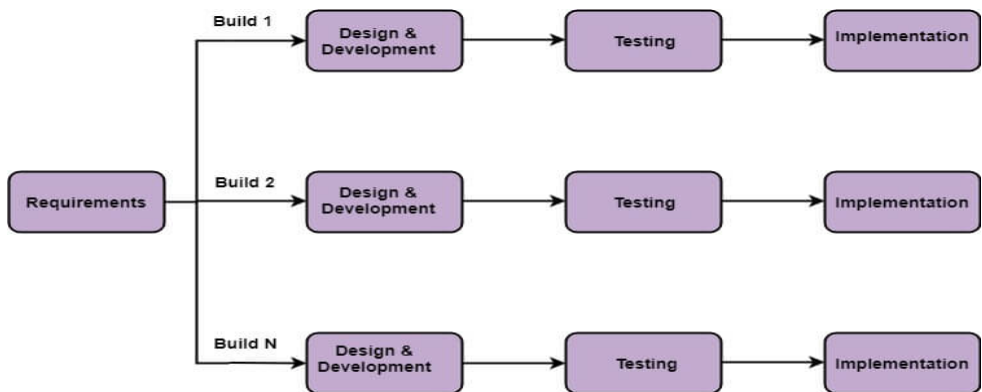 Build 1
Design &
Development
Testing
Implementation
Requirements
Build 2
Design &
Development
Testing
Implementation
Build N
Design &
Development
Testing
Implementation